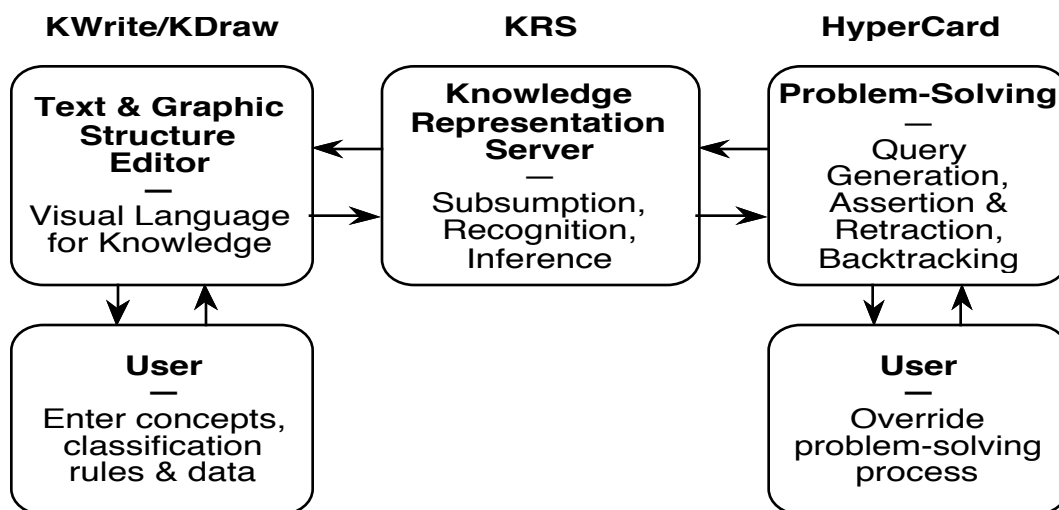 KWrite/KDraw
KRS
HyperCard
Text & Graphic
Structure
Editor
—
Visual Language
for Knowledge
Knowledge
Representation
Server
—
Subsumption,
Recognition,
Inference
Problem-Solving
—
Query
Generation,
Assertion &
Retraction,
Backtracking
User
—
Enter concepts,
classification
rules & data
User
—
Override
problem-solving
process